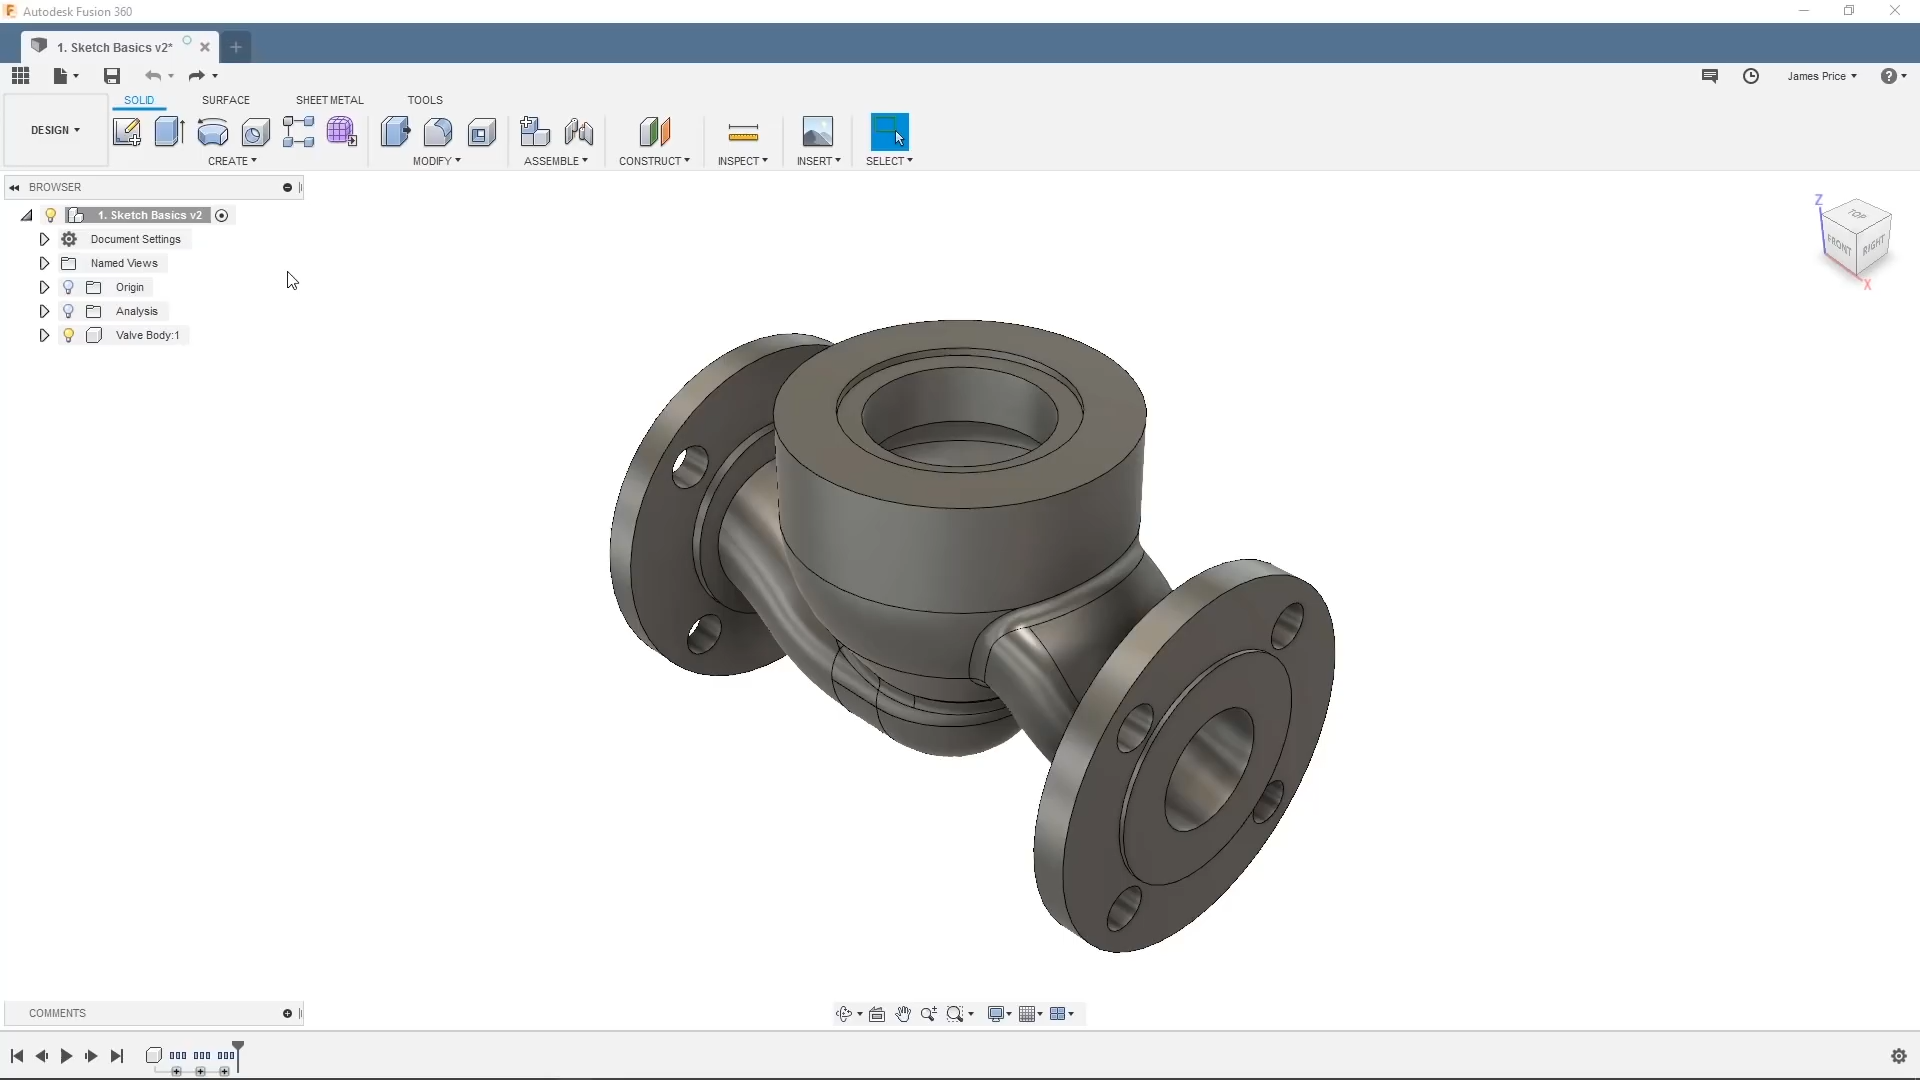 Autodesk Fusion 360
1. Sketch Basics v2*
James Price
SOLID SURFACE SHEET METAL TOOLS
DESIGN
CREATE MODIFY ASSEMBLE CONSTRUCT INSPECT INSERT SELECT
BROWSER
1. Sketch Basics v2
Document Settings
Named Views
Origin
Analysis
Valve Body:1
Z
TOP
FRONT RIGHT
X
COMMENTS